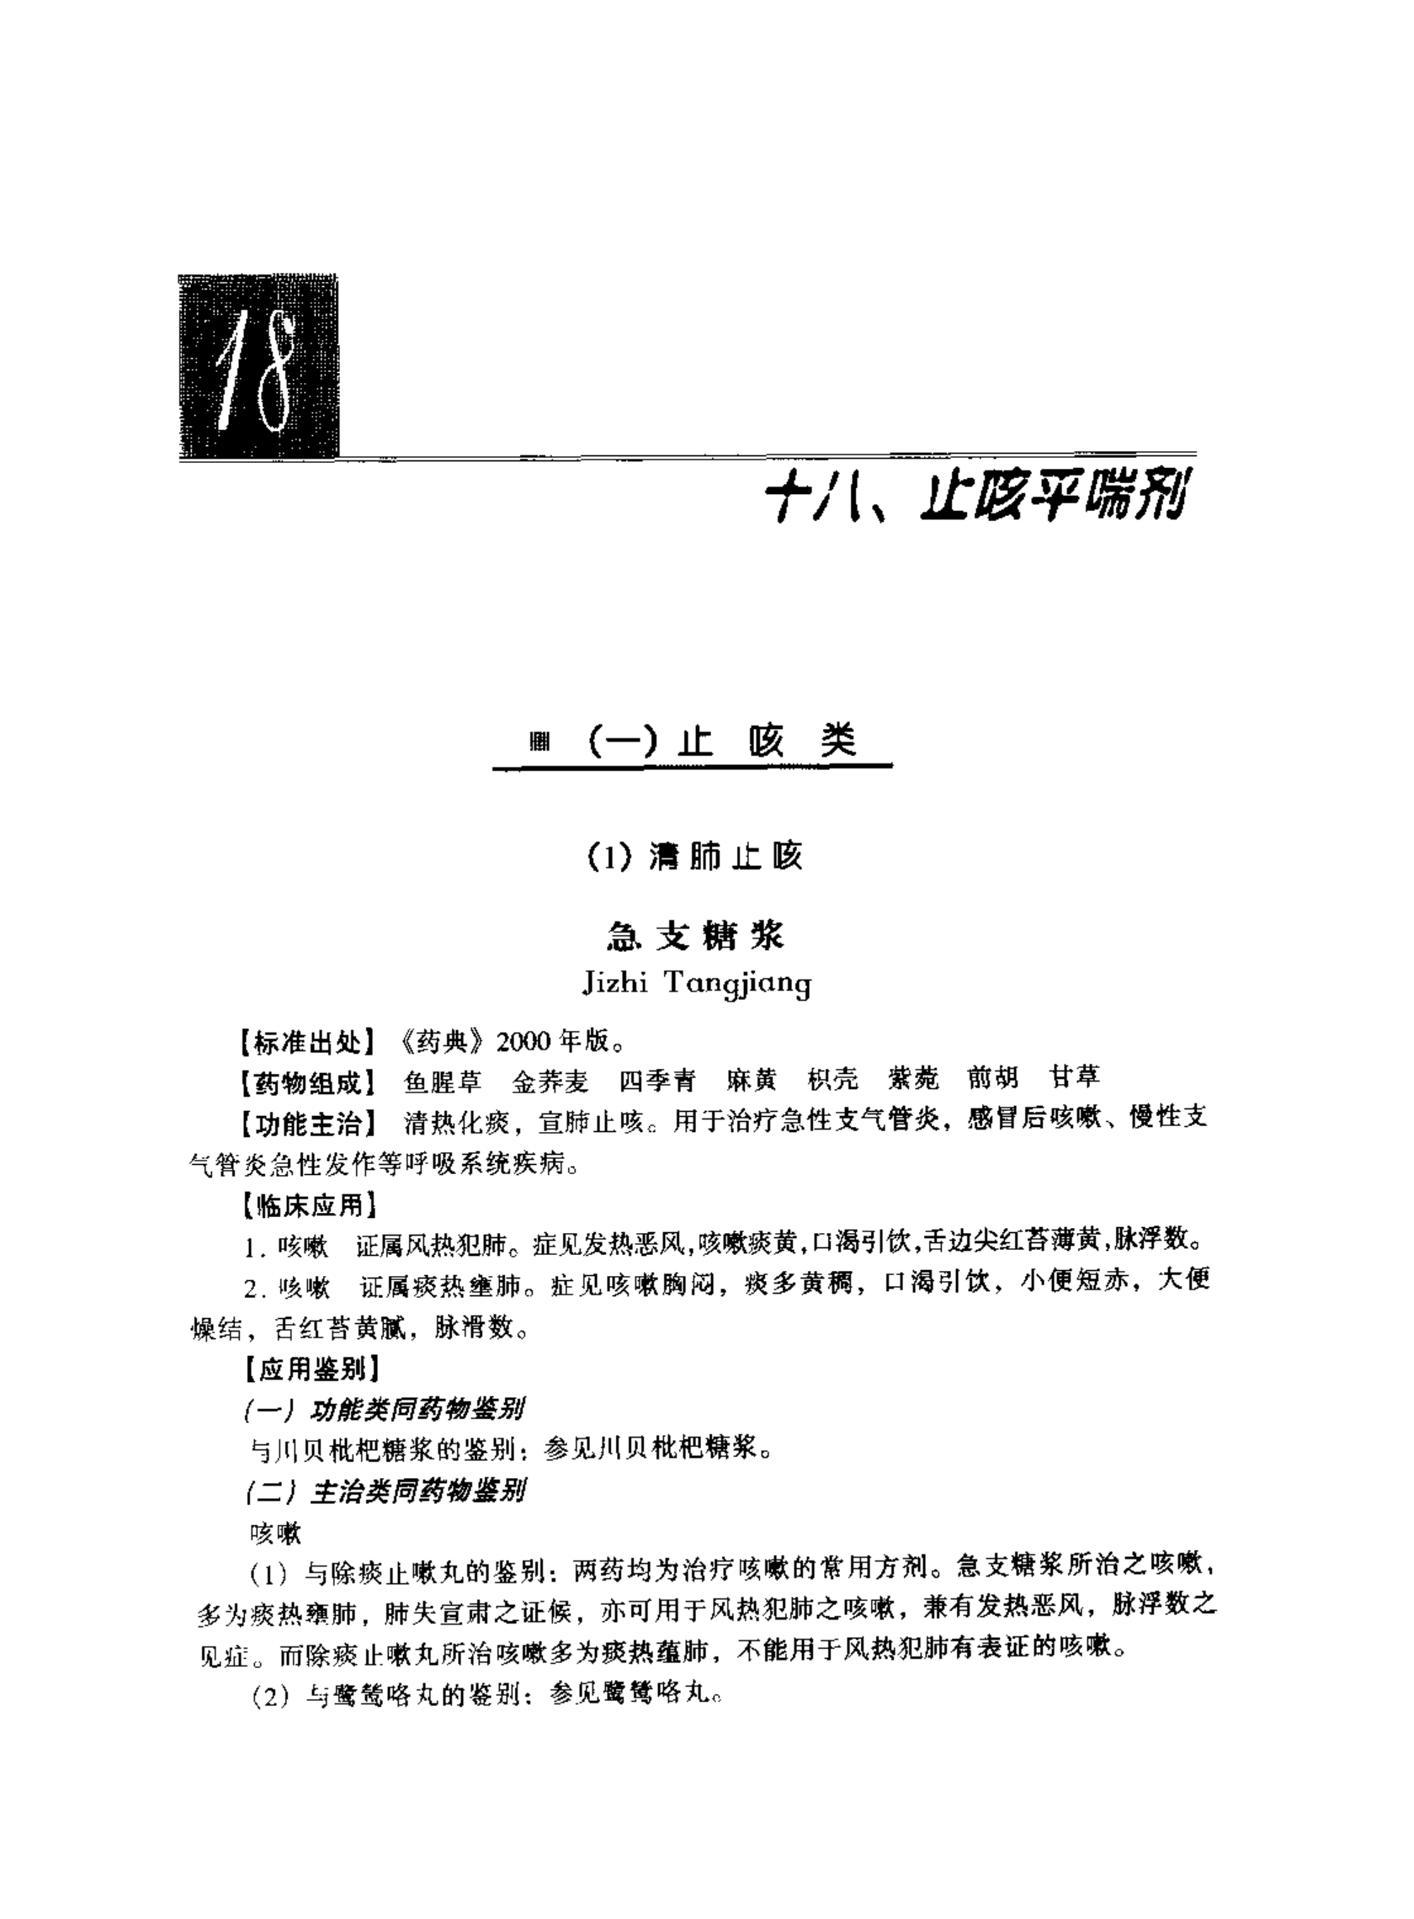 18
十八、止咳平喘剂
(一)止 咳 类
(1)清肺止咳
急支糖浆
Jizhi Tangjiang
【标准出处】《药典》2000年版。
【药物组成】 鱼腥草 金荞麦 四季青 麻黄 枳壳 紫菀 前胡 甘草
【功能主治】 清热化痰，宣肺止咳。用于治疗急性支气管炎，感冒后咳嗽、慢性支
气管炎急性发作等呼吸系统疾病。
【临床应用】
1. 咳嗽 证属风热犯肺。症见发热恶风,咳嗽痰黄,口渴引饮,舌边尖红苔薄黄,脉浮数。
2. 咳嗽 证属痰热壅肺。症见咳嗽胸闷，痰多黄稠，口渴引饮，小便短赤，大便
燥结，舌红苔黄腻，脉滑数。
【应用鉴别】
(一) 功能类同药物鉴别
与川贝枇杷糖浆的鉴别：参见川贝枇杷糖浆。
(二) 主治类同药物鉴别
咳嗽
(1) 与除痰止嗽丸的鉴别：两药均为治疗咳嗽的常用方剂。急支糖浆所治之咳嗽，
多为痰热壅肺，肺失宣肃之证候，亦可用于风热犯肺之咳嗽，兼有发热恶风，脉浮数之
见症。而除痰止嗽丸所治咳嗽多为痰热蕴肺，不能用于风热犯肺有表证的咳嗽。
(2) 与鹭鸶咯丸的鉴别：参见鹭鸶咯丸。